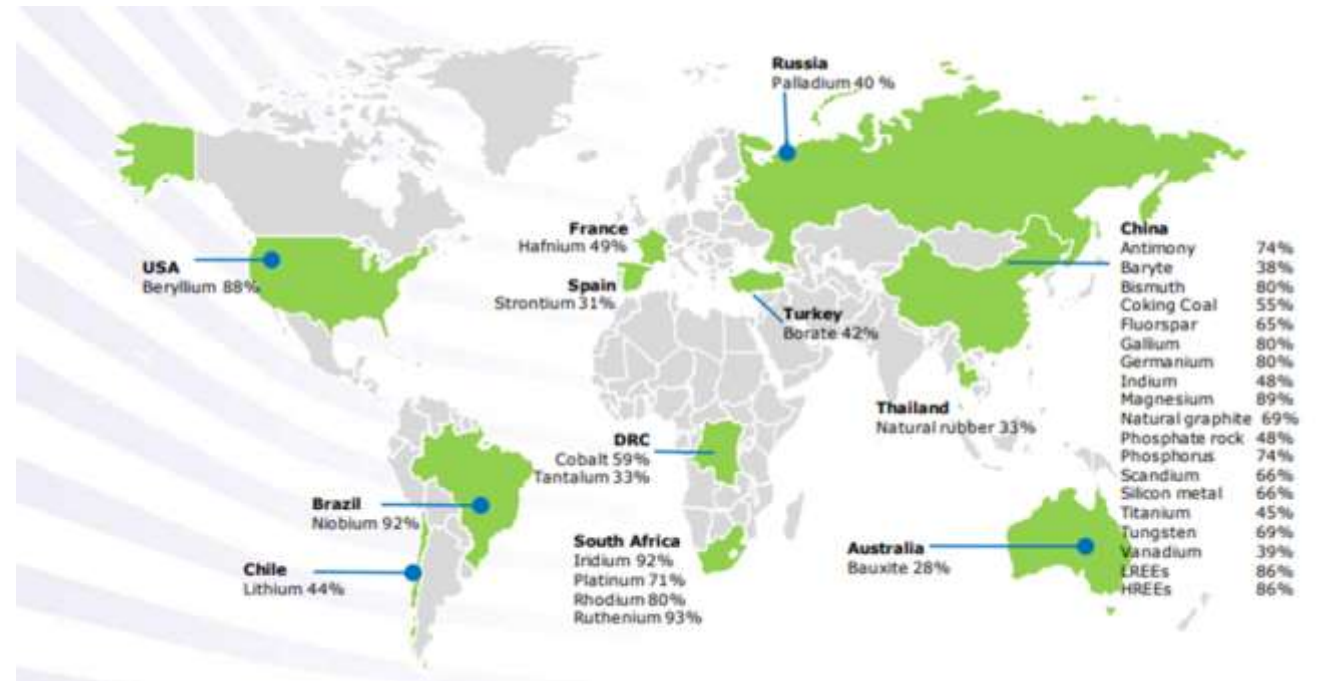 Russia
Palladium 40 %
France
Hafnium 49%
Spain
Strontium 31%
USA
Beryllium 88%
Turkey
Borate 42%
China
Antimony 74%
Baryte 38%
Bismuth 80%
Coking Coal 55%
Fluorspar 65%
Gallium 80%
Germanium 80%
Indium 48%
Magnesium 89%
Natural graphite 69%
Phosphate rock 48%
Phosphorus 74%
Scandium 66%
Silicon metal 66%
Titanium 45%
Tungsten 69%
Vanadium 39%
LREEs 86%
HREEs 86%
Thailand
Natural rubber 33%
DRC
Cobalt 59%
Tantalum 33%
Brazil
Niobium 92%
Chile
Lithium 44%
South Africa
Iridium 92%
Platinum 71%
Rhodium 80%
Ruthenium 93%
Australia
Bauxite 28%